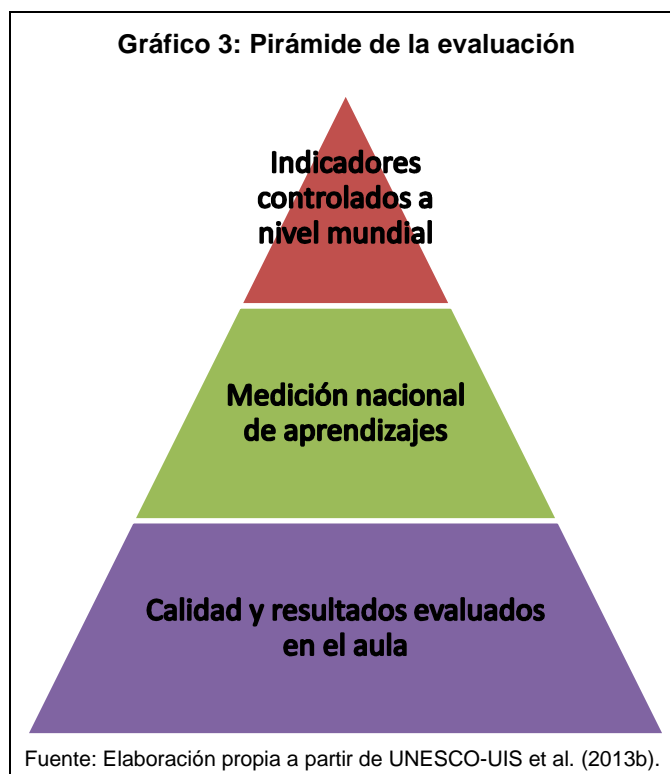 Gráfico 3: Pirámide de la evaluación
Indicadores
controlados a
nivel mundial
Medición nacional
de aprendizajes
Calidad y resultados evaluados
en el aula
Fuente: Elaboración propia a partir de UNESCO-UIS et al. (2013b).